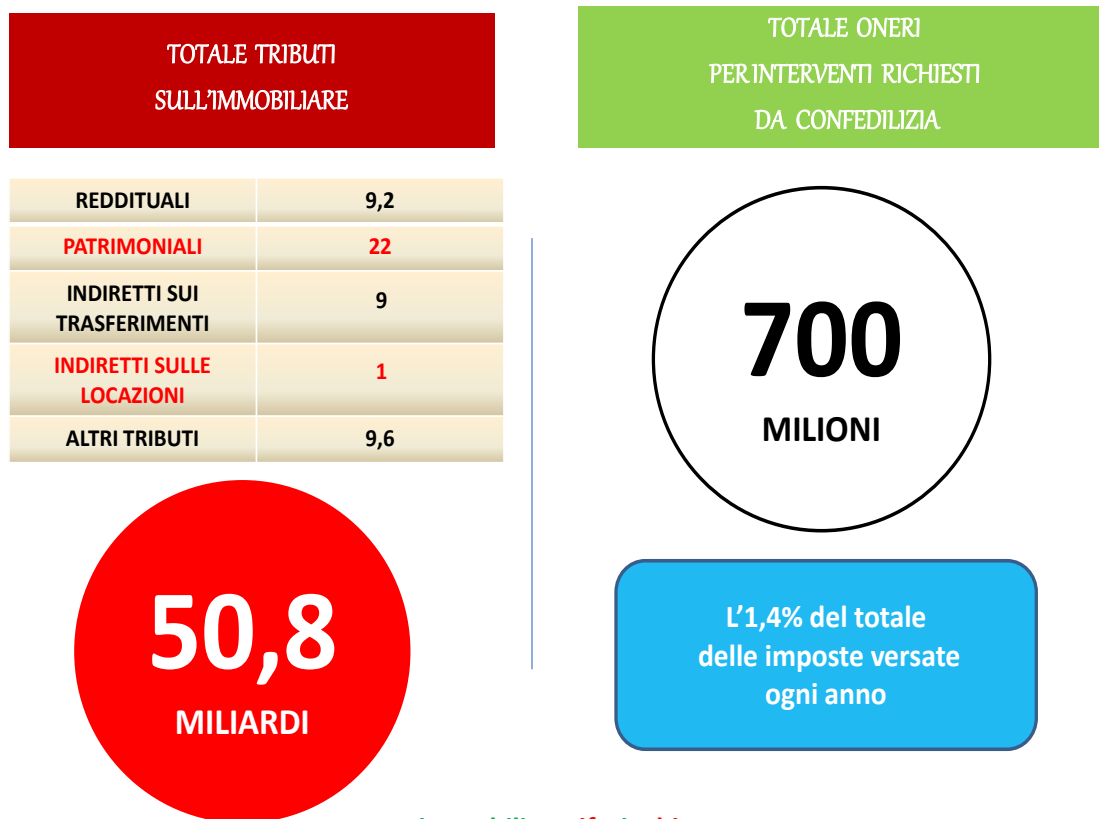 TOTALE TRIBUTI
SULL'IMMOBILIARE
REDDITUALI 9,2
PATRIMONIALI 22
INDIRETTI SUI
TRASFERIMENTI 9
INDIRETTI SULLE
LOCAZIONI 1
ALTRI TRIBUTI 9,6
50,8
MILIARDI
TOTALE ONERI
PER INTERVENTI RICHIESTI
DA CONFEDILIZIA
700
MILIONI
L'1,4% del totale
delle imposte versate
ogni anno